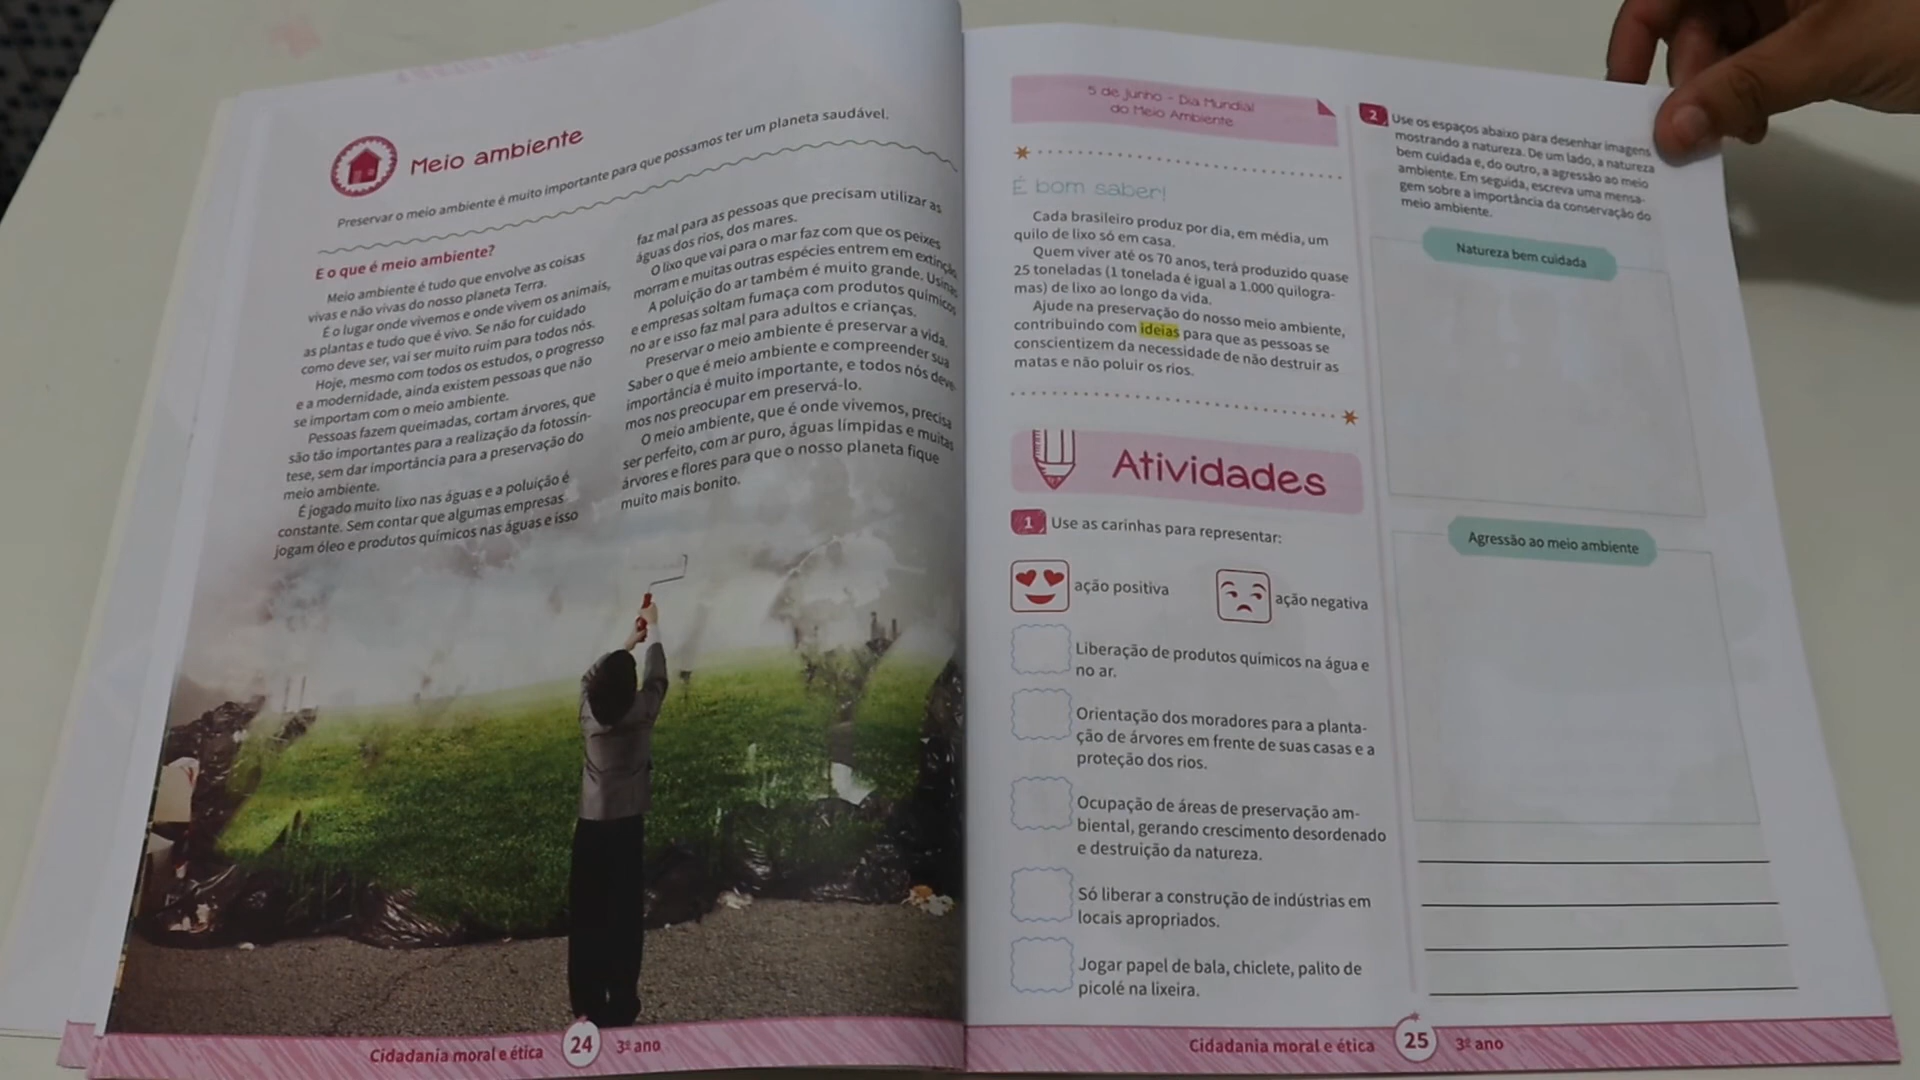 Meio ambiente
Preservar o meio ambiente é muito importante para que possamos ter um planeta saudável.
E o que é meio ambiente?
Meio ambiente é tudo que envolve as coisas
vivas e não vivas do nosso planeta Terra.
É o lugar onde vivemos e onde vivem os animais,
as plantas e tudo que é vivo. Se não for cuidado
como deve ser, vai ser muito ruim para todos nós.
Hoje, mesmo com todos os estudos, o progresso
e a modernidade, ainda existem pessoas que não
se importam com o meio ambiente.
Pessoas fazem queimadas, cortam árvores, que
são tão importantes para a realização da fotossín-
tese, sem dar importância para a preservação do
meio ambiente.
É jogado muito lixo nas águas e a poluição é
constante. Sem contar que algumas empresas
jogam óleo e produtos químicos nas águas e isso
faz mal para as pessoas que precisam utilizar as
águas dos rios, dos mares.
O lixo que vai para o mar faz com que os peixes
morram e muitas outras espécies entrem em extinção.
A poluição do ar também é muito grande. Usinas
e empresas soltam fumaça com produtos químicos
no ar e isso faz mal para adultos e crianças.
Preservar o meio ambiente é preservar a vida.
Saber o que é meio ambiente e compreender sua
importância é muito importante, e todos nós deve-
mos nos preocupar em preservá-lo.
O meio ambiente, que é onde vivemos, precisa
ser perfeito, com ar puro, águas límpidas e muitas
árvores e flores para que o nosso planeta fique
muito mais bonito.
Cidadania moral e ética 24 3º ano
5 de junho - Dia Mundial
do Meio Ambiente
É bom saber!
Cada brasileiro produz por dia, em média, um
quilo de lixo só em casa.
Quem viver até os 70 anos, terá produzido quase
25 toneladas (1 tonelada é igual a 1.000 quilogra-
mas) de lixo ao longo da vida.
Ajude na preservação do nosso meio ambiente,
contribuindo com ideias para que as pessoas se
conscientizem da necessidade de não destruir as
matas e não poluir os rios.
Atividades
1 Use as carinhas para representar:
ação positiva ação negativa
Liberação de produtos químicos na água e
no ar.
Orientação dos moradores para a planta-
ção de árvores em frente de suas casas e a
proteção dos rios.
Ocupação de áreas de preservação am-
biental, gerando crescimento desordenado
e destruição da natureza.
Só liberar a construção de indústrias em
locais apropriados.
Jogar papel de bala, chiclete, palito de
picolé na lixeira.
2 Use os espaços abaixo para desenhar imagens
mostrando a natureza. De um lado, a natureza
bem cuidada e, do outro, a agressão ao meio
ambiente. Em seguida, escreva uma mensa-
gem sobre a importância da conservação do
meio ambiente.
Natureza bem cuidada
Agressão ao meio ambiente
Cidadania moral e ética 25 3º ano